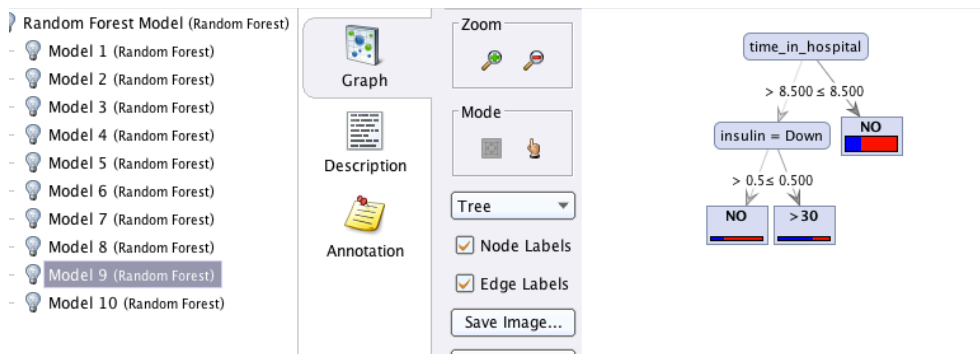 Random Forest Model (Random Forest)
Model 1 (Random Forest)
Model 2 (Random Forest)
Model 3 (Random Forest)
Model 4 (Random Forest)
Model 5 (Random Forest)
Model 6 (Random Forest)
Model 7 (Random Forest)
Model 8 (Random Forest)
Model 9 (Random Forest)
Model 10 (Random Forest)
Graph
Description
Annotation
Zoom
Mode
Tree
Node Labels
Edge Labels
Save Image...
time_in_hospital
> 8.500 ≤ 8.500
insulin = Down
NO
> 0.5 ≤ 0.500
NO
>30